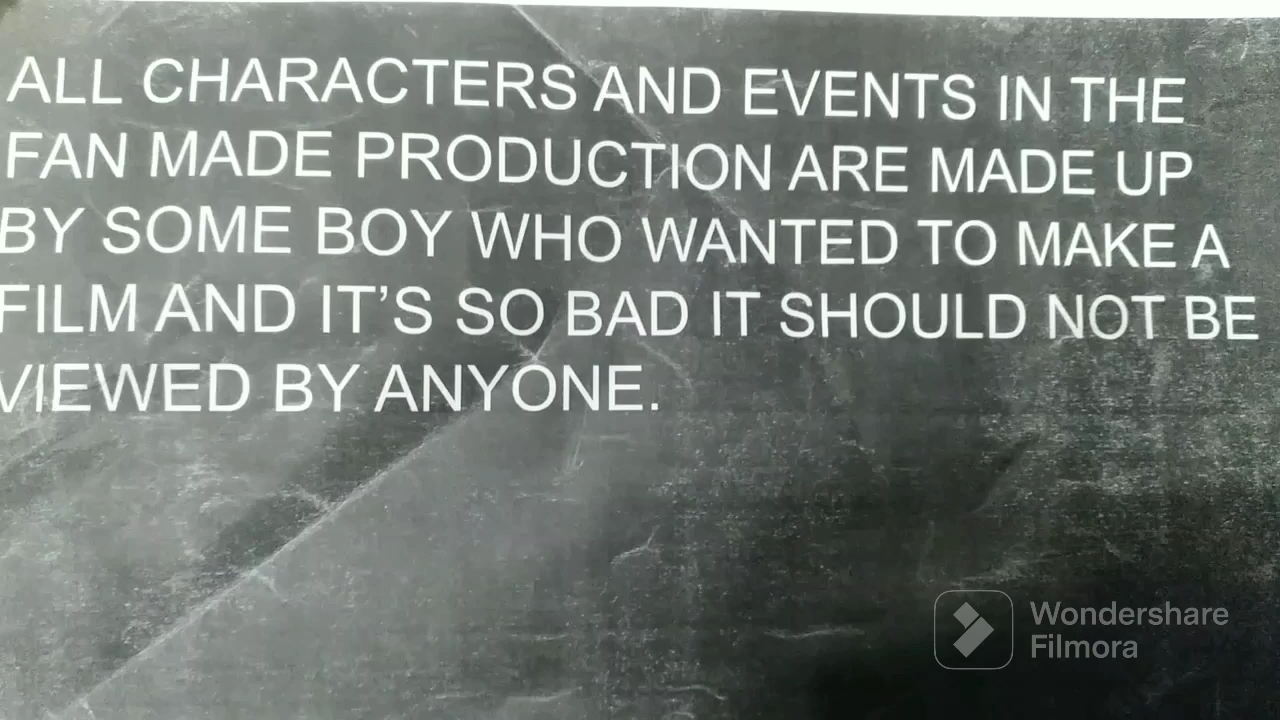 ALL CHARACTERS AND EVENTS IN THE
FAN MADE PRODUCTION ARE MADE UP
BY SOME BOY WHO WANTED TO MAKE A
FILM AND IT'S SO BAD IT SHOULD NOT BE
VIEWED BY ANYONE.
Wondershare
Filmora